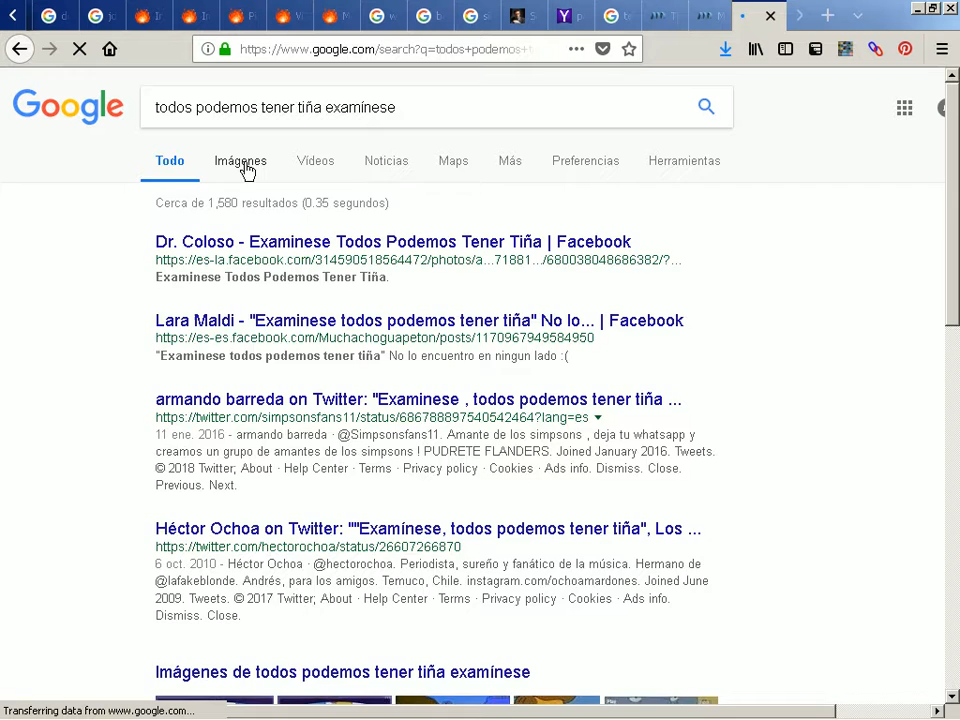 d
jo
In
In
Pi
Vi
M
w
b
si
S
p
te
T
M
https://www.google.com/search?q=todos+podemos+t
Google
todos podemos tener tiña examínese
Todo
Imágenes
Vídeos
Noticias
Maps
Más
Preferencias
Herramientas
Cerca de 1,580 resultados (0.35 segundos)
Dr. Coloso - Examinese Todos Podemos Tener Tiña | Facebook
https://es-la.facebook.com/314590518564472/photos/a...71881.../680038048686382/?...
Examinese Todos Podemos Tener Tiña.
Lara Maldi - "Examinese todos podemos tener tiña" No lo... | Facebook
https://es-es.facebook.com/Muchachoguapeton/posts/1170967949584950
"Examinese todos podemos tener tiña" No lo encuentro en ningun lado :(
armando barreda on Twitter: "Examinese , todos podemos tener tiña ...
https://twitter.com/simpsonsfans11/status/686788897540542464?lang=es
11 ene. 2016 - armando barreda · @Simpsonsfans11. Amante de los simpsons , deja tu whatsapp y
creamos un grupo de amantes de los simpsons ! PUDRETE FLANDERS. Joined January 2016. Tweets.
© 2018 Twitter; About · Help Center · Terms · Privacy policy · Cookies · Ads info. Dismiss. Close.
Previous. Next.
Héctor Ochoa on Twitter: ""Examínese, todos podemos tener tiña", Los ...
https://twitter.com/hectorochoa/status/26607266870
6 oct. 2010 - Héctor Ochoa · @hectorochoa. Periodista, sureño y fanático de la música. Hermano de
@lafakeblonde. Andrés, para los amigos. Temuco, Chile. instagram.com/ochoamardones. Joined June
2009. Tweets. © 2017 Twitter; About · Help Center · Terms · Privacy policy · Cookies · Ads info.
Dismiss. Close.
Imágenes de todos podemos tener tiña examínese
Transferring data from www.google.com...